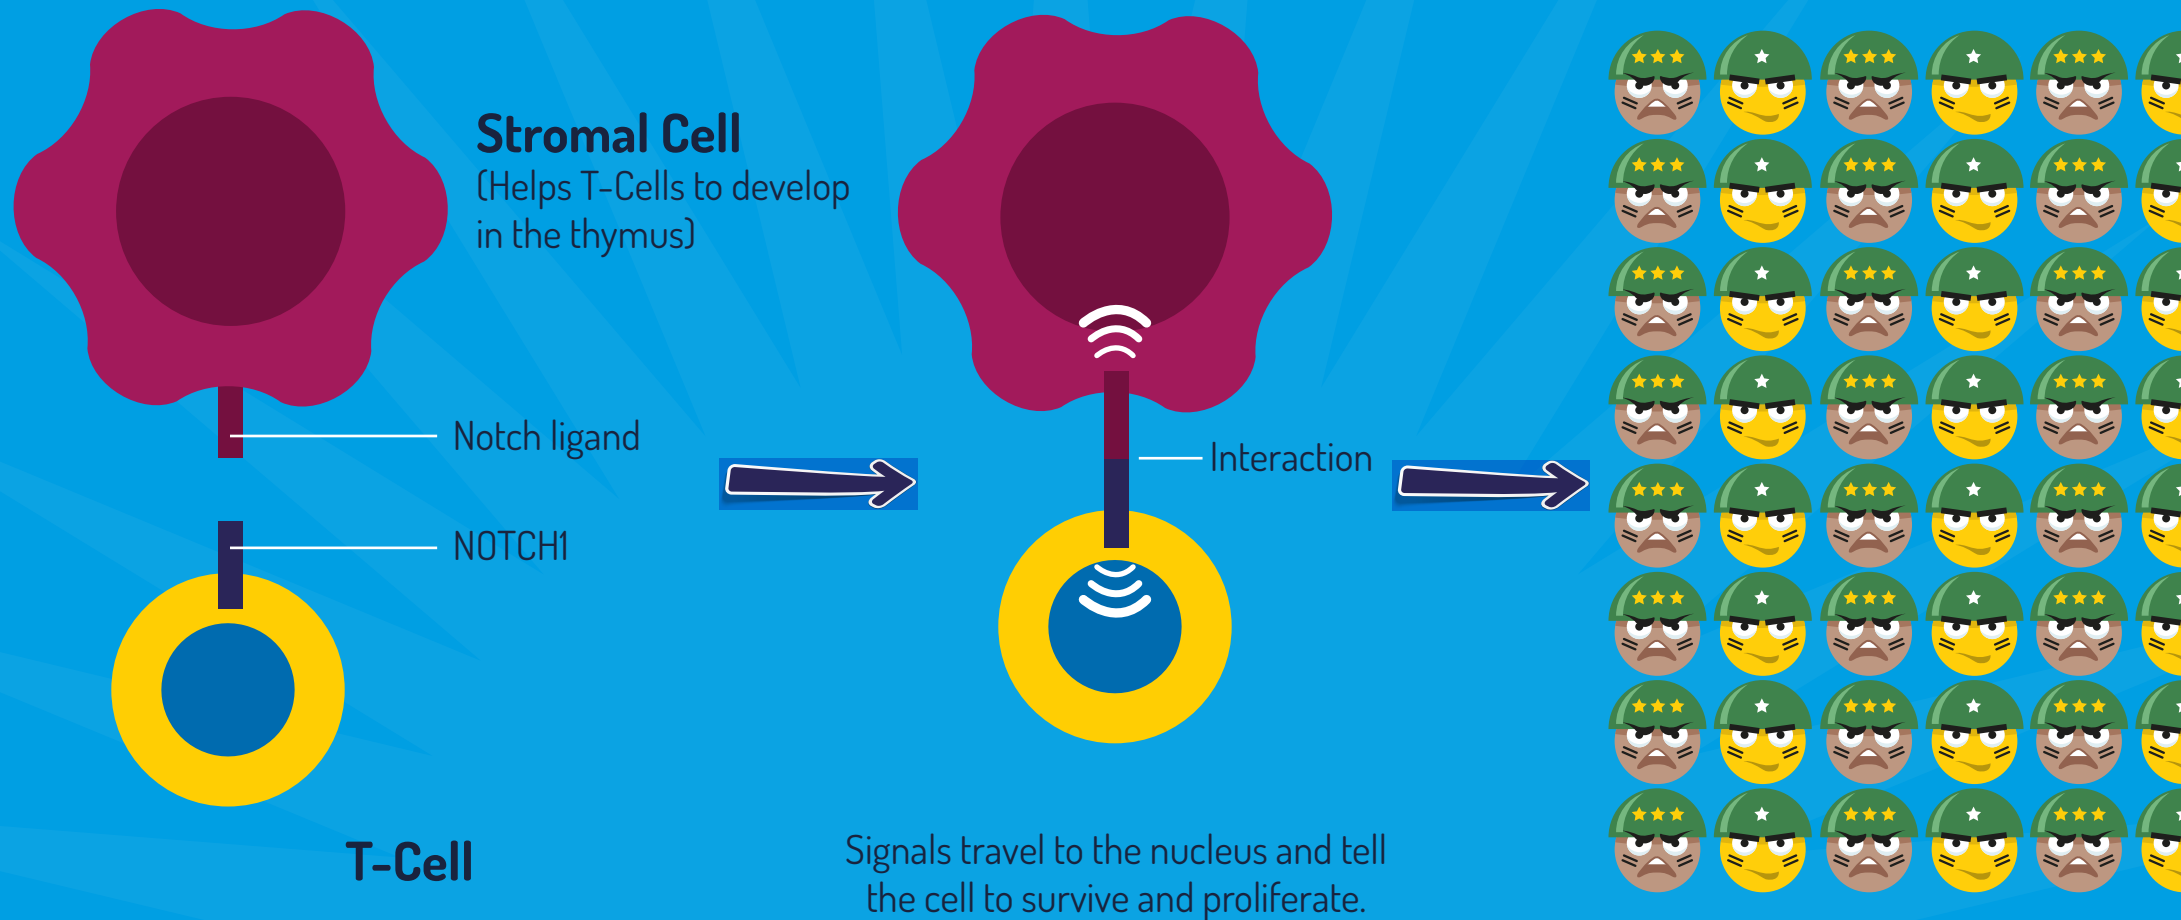 Stromal Cell
(Helps T-Cells to develop
in the thymus)
Notch ligand
NOTCH1
T-Cell
Interaction
Signals travel to the nucleus and tell
the cell to survive and proliferate.